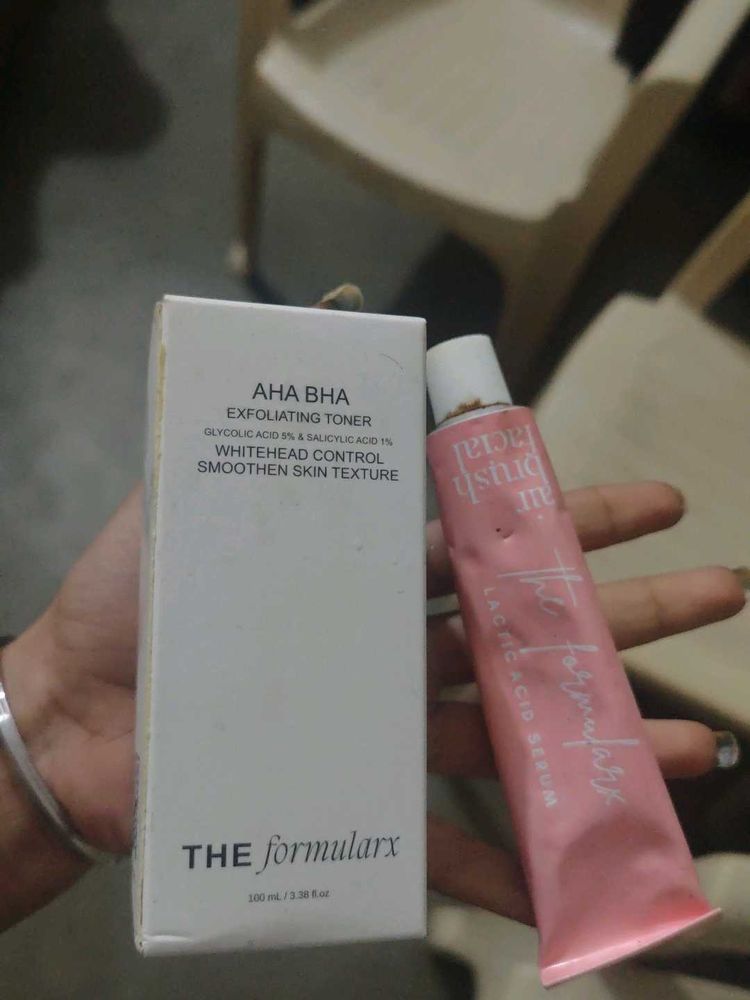 AHA BHA
EXFOLIATING TONER
GLYCOLIC ACID 5% & SALICYLIC ACID 1%
WHITEHEAD CONTROL
SMOOTHEN SKIN TEXTURE
THE formularx
100 mL / 3.38 fl.oz
air
brush
facial
the formularx
LACTIC ACID SERUM